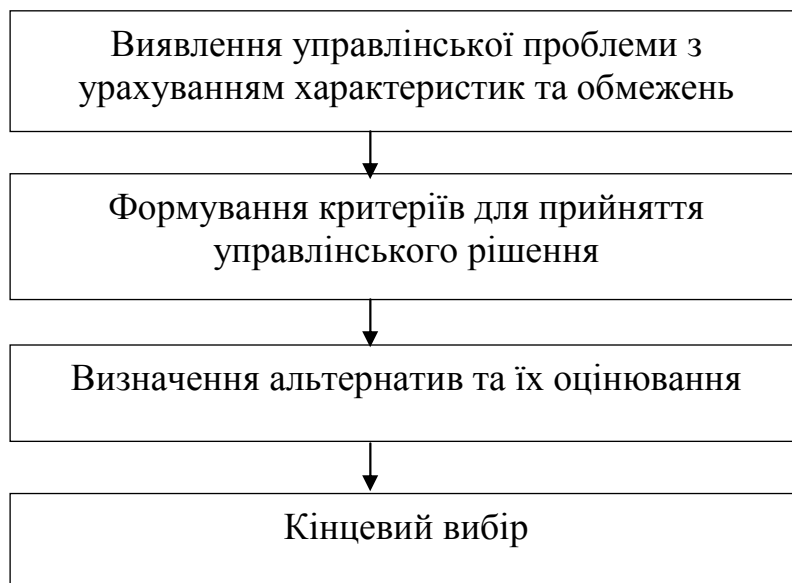 Виявлення управлінської проблеми з
урахуванням характеристик та обмежень
Формування критеріїв для прийняття
управлінського рішення
Визначення альтернатив та їх оцінювання
Кінцевий вибір